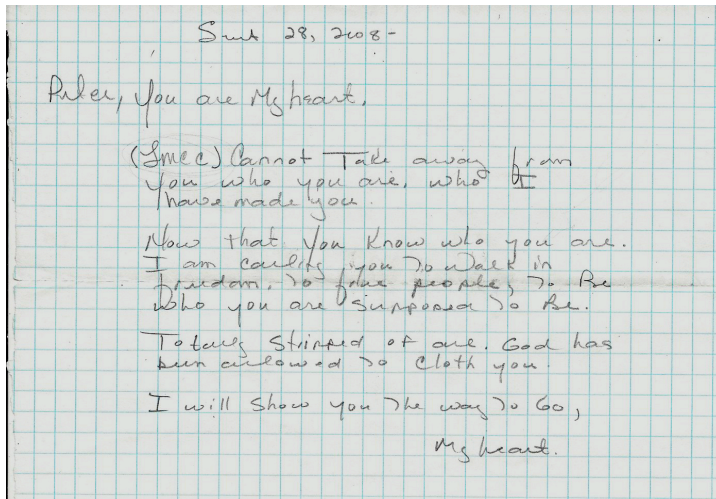 Sept 28, 2008-
you are My heart.
(Jmcc) Cannot Take away from
you who you are, who I
have made you.
Now that you Know who you are.
I am calling you to walk in
freedom, to free people, to Be
who you are supposed to Be.
Totally Stripped of all. God has
been allowed to Cloth you.
I will Show you The way To Go,
My heart.